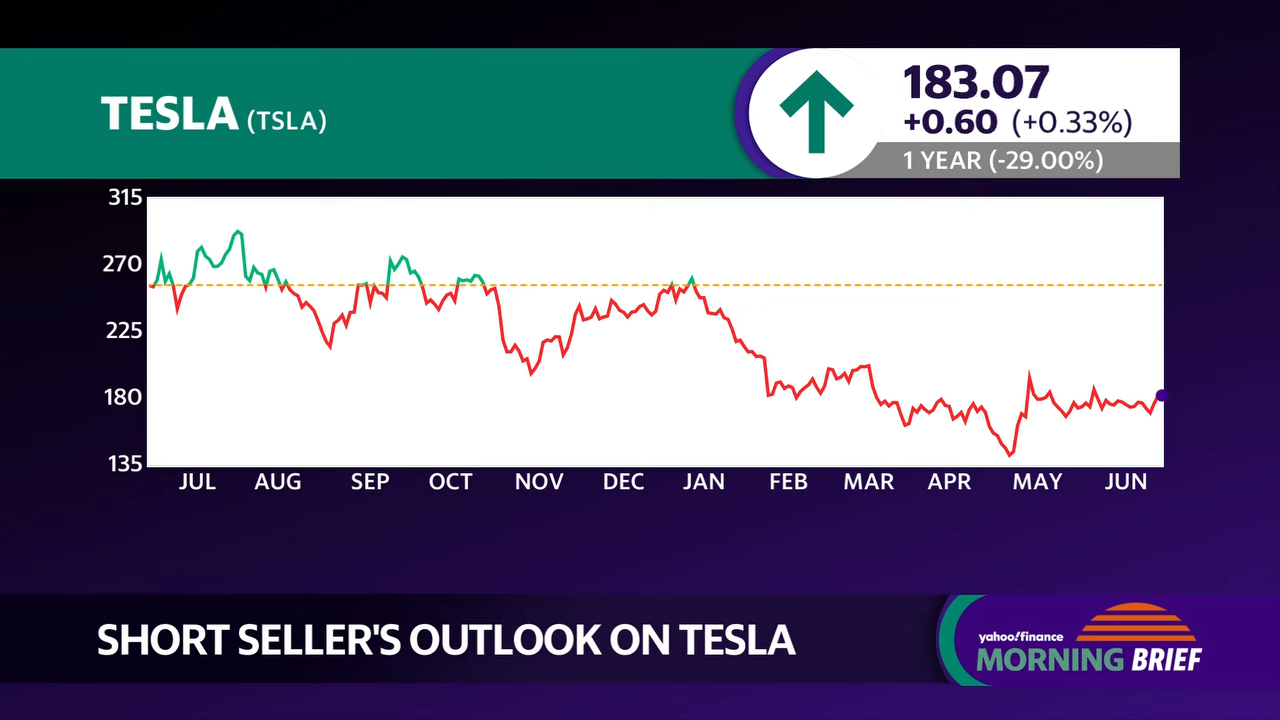 TESLA (TSLA)
183.07
+0.60 (+0.33%)
1 YEAR (-29.00%)
315
270
225
180
135
JUL AUG SEP OCT NOV DEC JAN FEB MAR APR MAY JUN
SHORT SELLER'S OUTLOOK ON TESLA
yahoo!finance
MORNING BRIEF